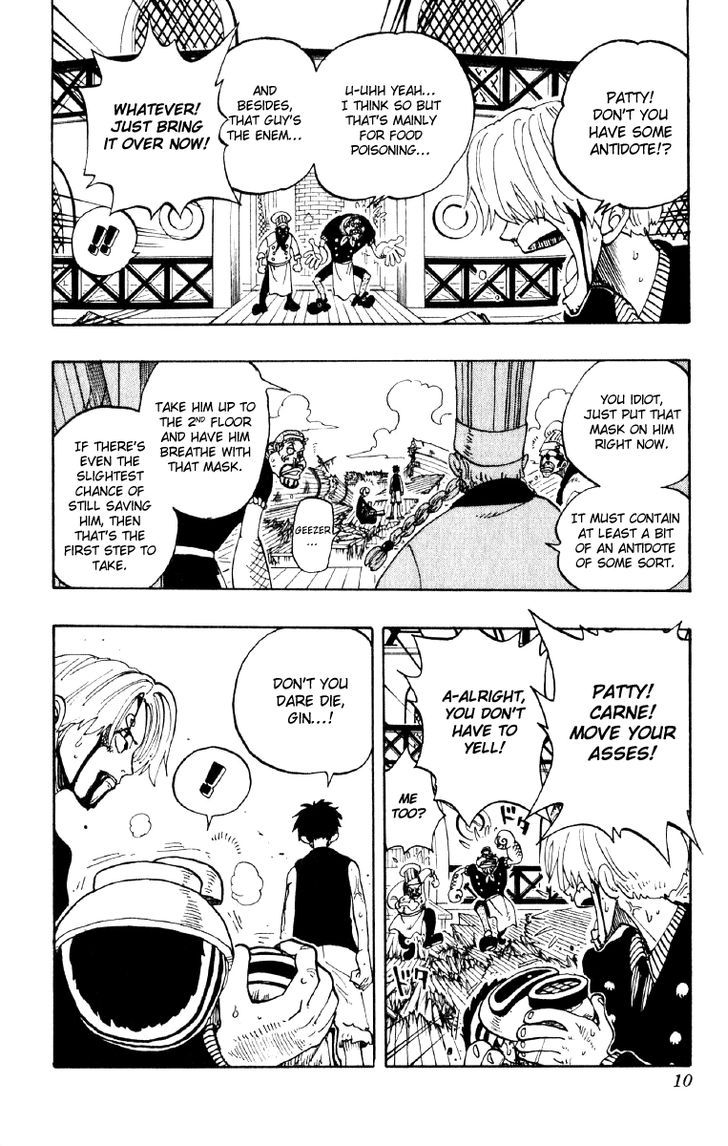 PATTY!
DON'T YOU
HAVE SOME
ANTIDOTE!?
U-UHH YEAH...
I THINK SO BUT
THAT'S MAINLY
FOR FOOD
POISONING...
AND
BESIDES,
THAT GUY'S
THE ENEM...
WHATEVER!
JUST BRING
IT OVER NOW!
!!
YOU IDIOT,
JUST PUT THAT
MASK ON HIM
RIGHT NOW.
IT MUST CONTAIN
AT LEAST A BIT
OF AN ANTIDOTE
OF SOME SORT.
GEEZER
...
TAKE HIM UP TO
THE 2ND FLOOR
AND HAVE HIM
BREATHE WITH
THAT MASK.
IF THERE'S
EVEN THE
SLIGHTEST
CHANCE OF
STILL SAVING
HIM, THEN
THAT'S THE
FIRST STEP TO
TAKE.
PATTY!
CARNE!
MOVE YOUR
ASSES!
A-ALRIGHT,
YOU DON'T
HAVE TO
YELL!
ME
TOO?
ドタ
ドタ
DON'T YOU
DARE DIE,
GIN...!
!
10